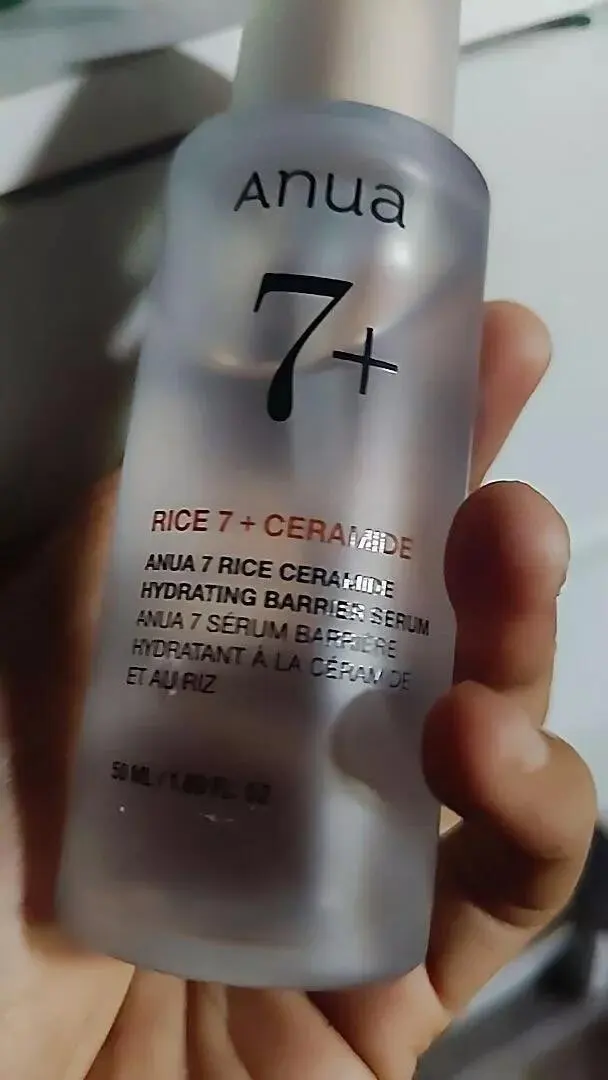 Anua
7+
RICE 7 + CERAMIDE
ANUA 7 RICE CERAMIDE
HYDRATING BARRIER SERUM
ANUA 7 SÉRUM BARRIÈRE
HYDRATANT À LA CÉRAMIDE
ET AU RIZ
50 ML / 1.69 FL. OZ